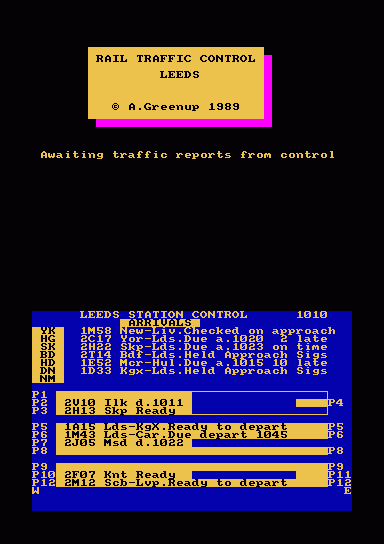 RAIL TRAFFIC CONTROL
LEEDS
© A.Greenup 1989
Awaiting traffic reports from control
LEEDS STATION CONTROL 1010
ARRIVALS
YK 1M58 New-Liv.Checked on approach
HG 2C17 Yor-Lds.Due a.1020 2 late
SK 2H22 Skp-Lds.Due a.1023 on time
BD 2T14 Bdf-Lds.Held Approach Sigs
HD 1E52 Mcr-Hul.Due a.1015 10 late
DN 1D33 Kgx-Lds.Held Approach Sigs
NM
P1
P2 2V10 Ilk d.1011 P4
P3 2H13 Skp Ready
P5 1A15 Lds-KgX.Ready to depart P5
P6 1M43 Lds-Car.Due depart 1045 P6
P7 2J05 Msd d.1022
P8 P8
P9 P9
P10 2F07 Knt Ready P11
P12 2M12 Scb-Lvp.Ready to depart P12
W E